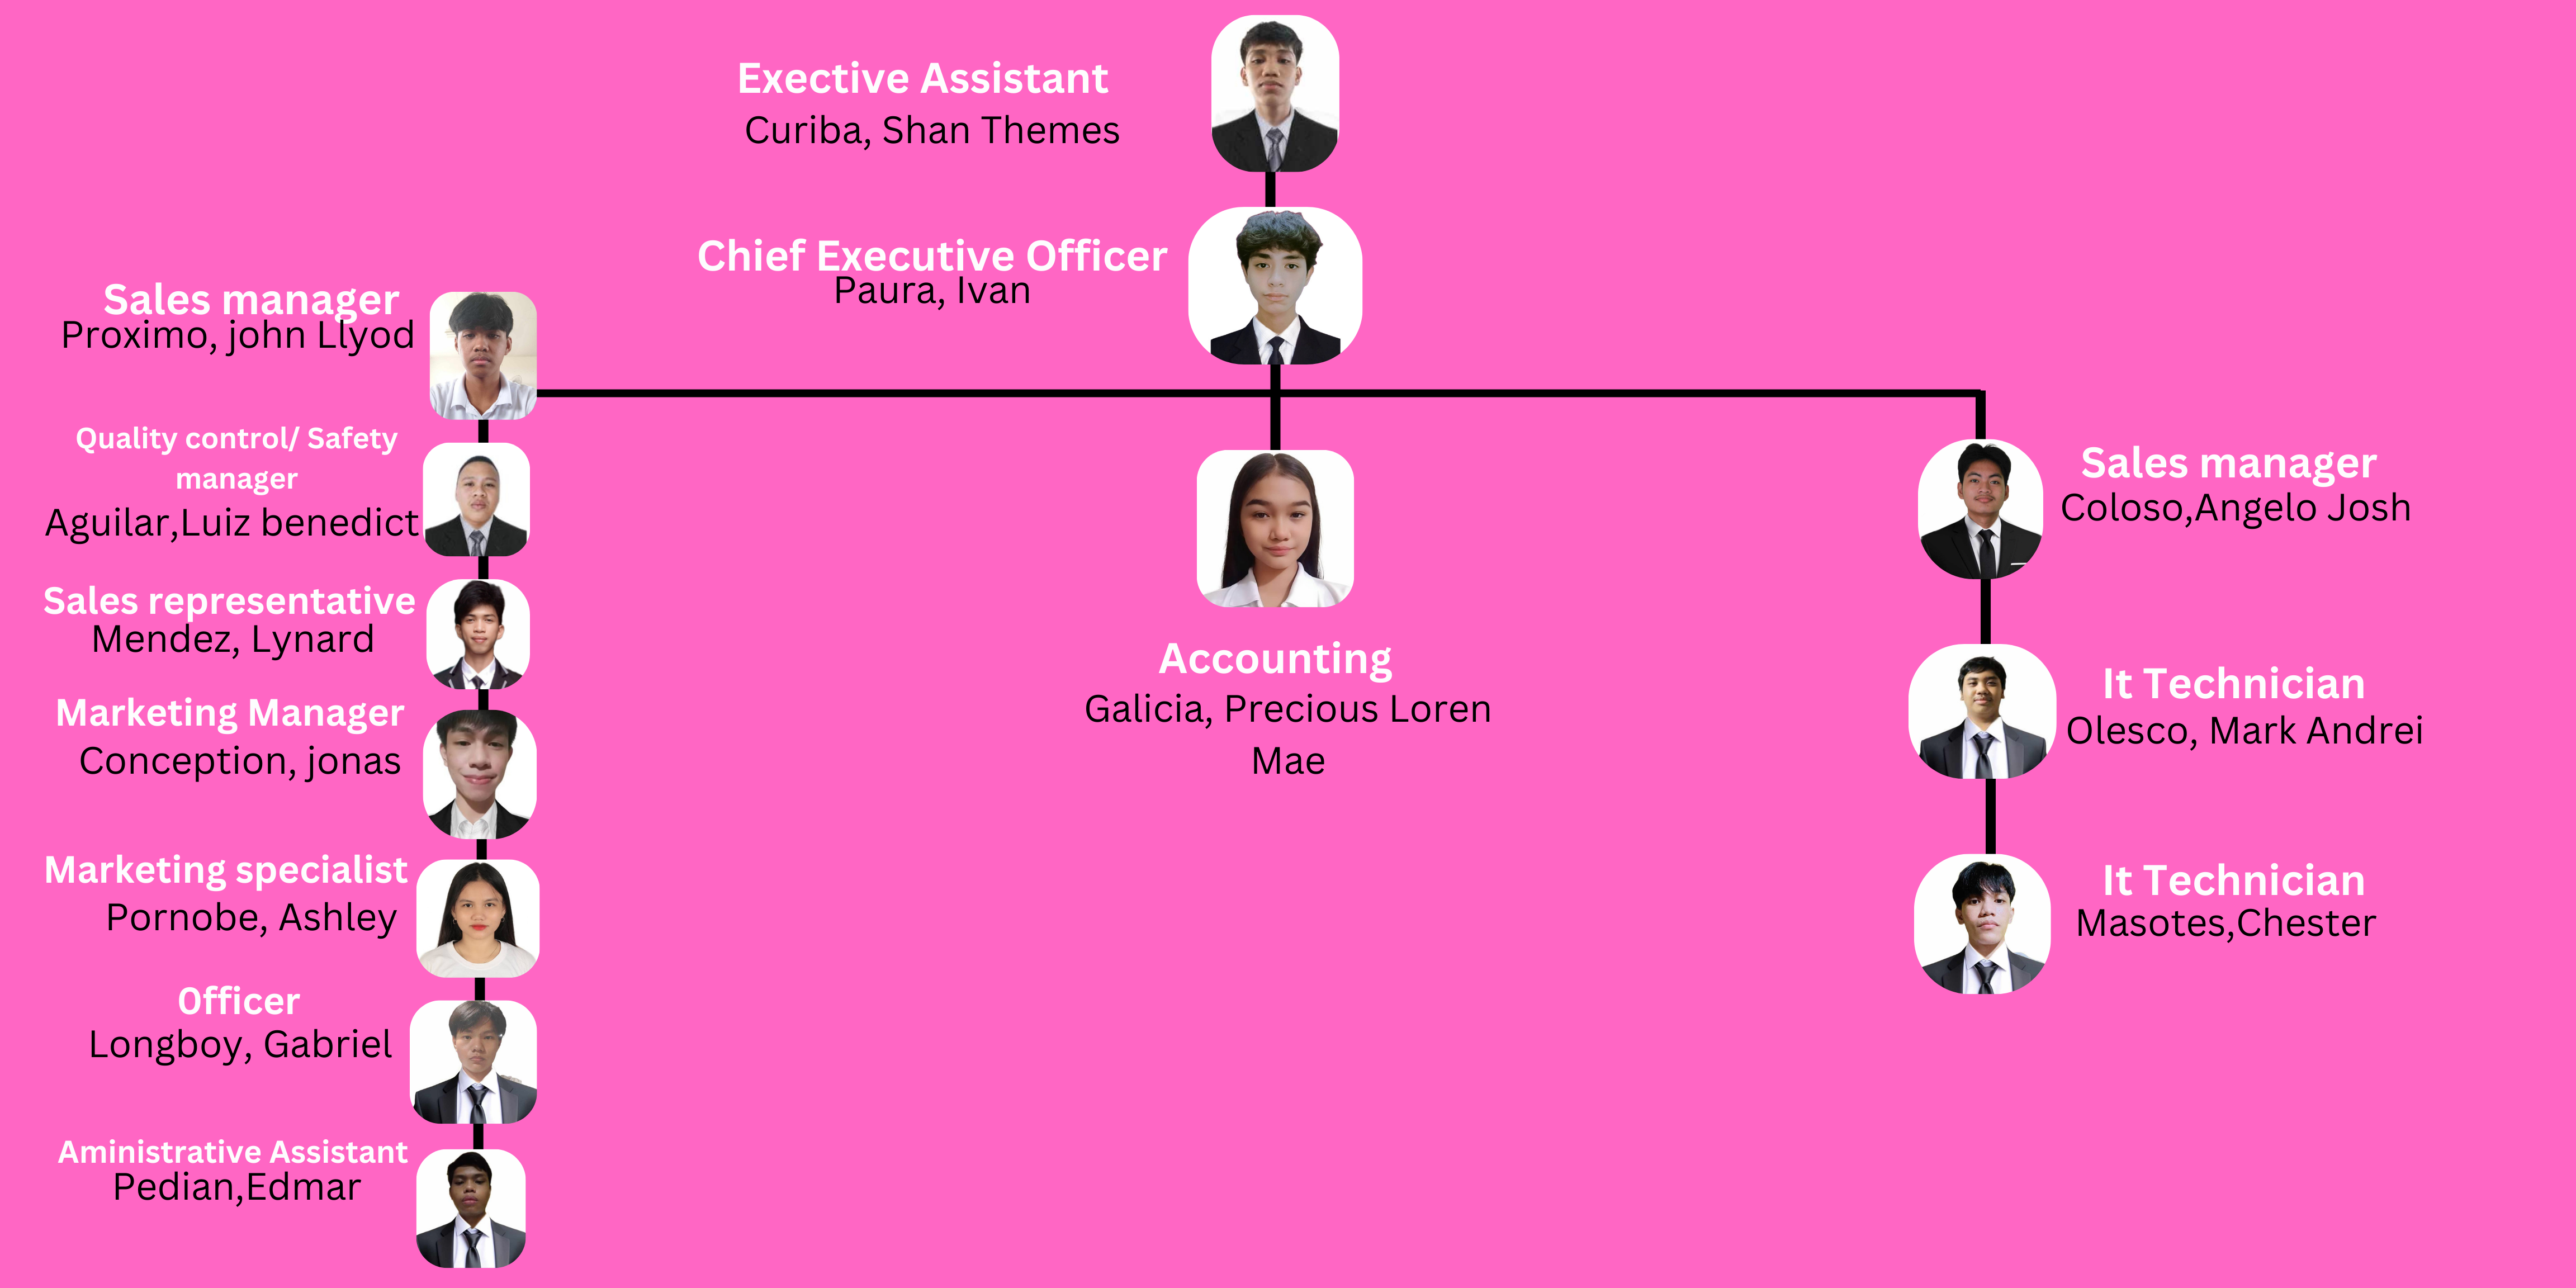 Exective Assistant
Curiba, Shan Themes
Chief Executive Officer
Paura, Ivan
Sales manager
Proximo, john Llyod
Quality control/ Safety
manager
Aguilar,Luiz benedict
Sales representative
Mendez, Lynard
Marketing Manager
Conception, jonas
Marketing specialist
Pornobe, Ashley
0fficer
Longboy, Gabriel
Aministrative Assistant
Pedian,Edmar
Accounting
Galicia, Precious Loren
Mae
Sales manager
Coloso,Angelo Josh
It Technician
Olesco, Mark Andrei
It Technician
Masotes,Chester